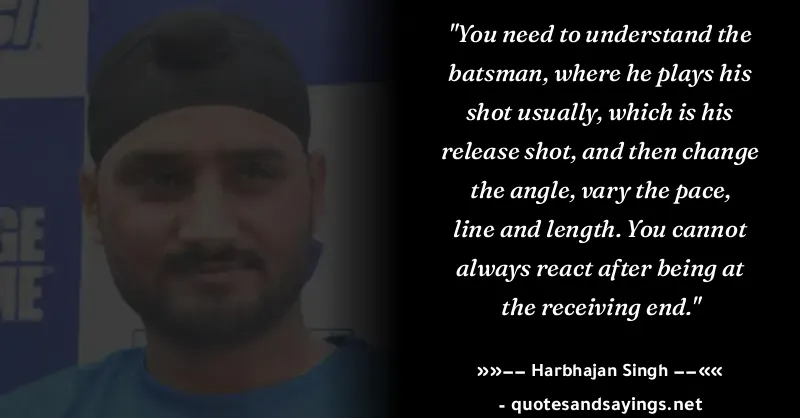 "You need to understand the
batsman, where he plays his
shot usually, which is his
release shot, and then change
the angle, vary the pace,
line and length. You cannot
always react after being at
the receiving end."
»»−− Harbhajan Singh −−««
- quotesandsayings.net
GE
ME